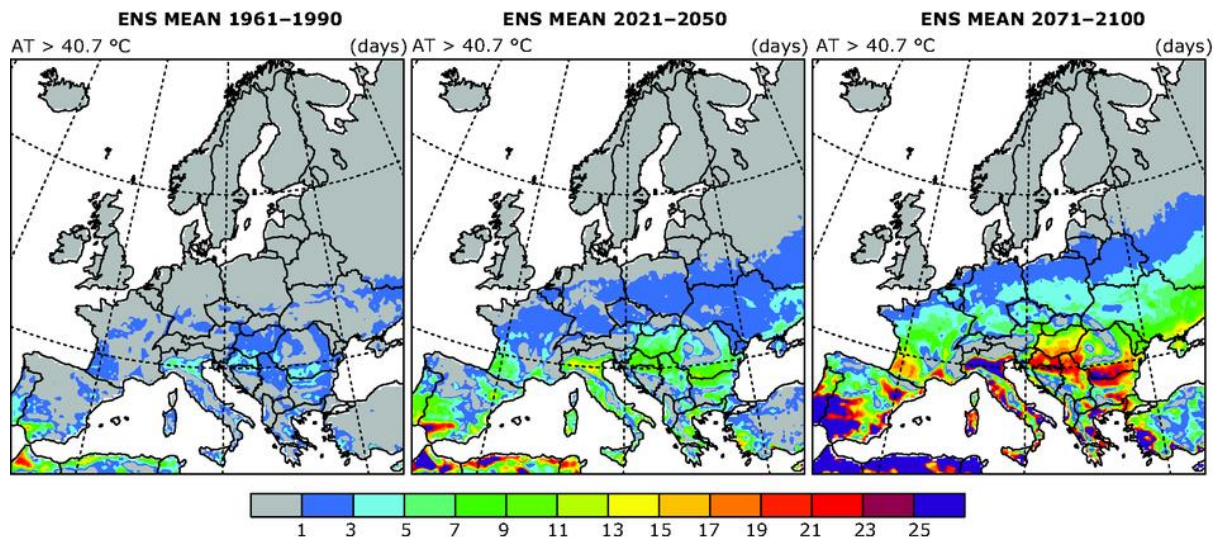 ENS MEAN 1961–1990
AT > 40.7 °C (days)
ENS MEAN 2021–2050
AT > 40.7 °C (days)
ENS MEAN 2071–2100
AT > 40.7 °C (days)
1 3 5 7 9 11 13 15 17 19 21 23 25